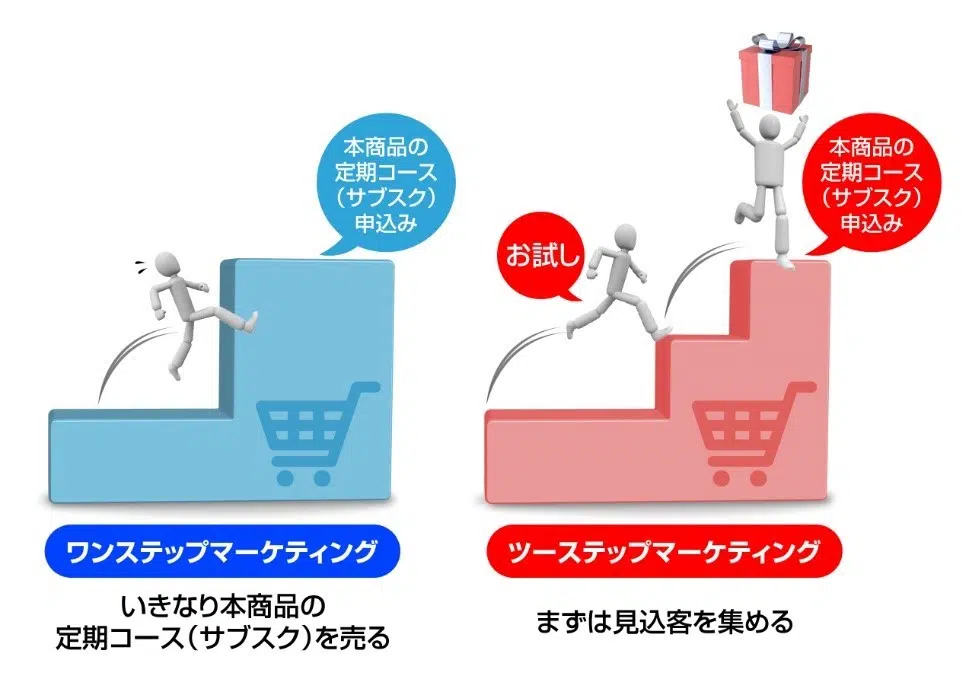 本商品の
定期コース
（サブスク）
申込み
ワンステップマーケティング
いきなり本商品の
定期コース（サブスク）を売る
お試し
本商品の
定期コース
（サブスク）
申込み
ツーステップマーケティング
まずは見込客を集める